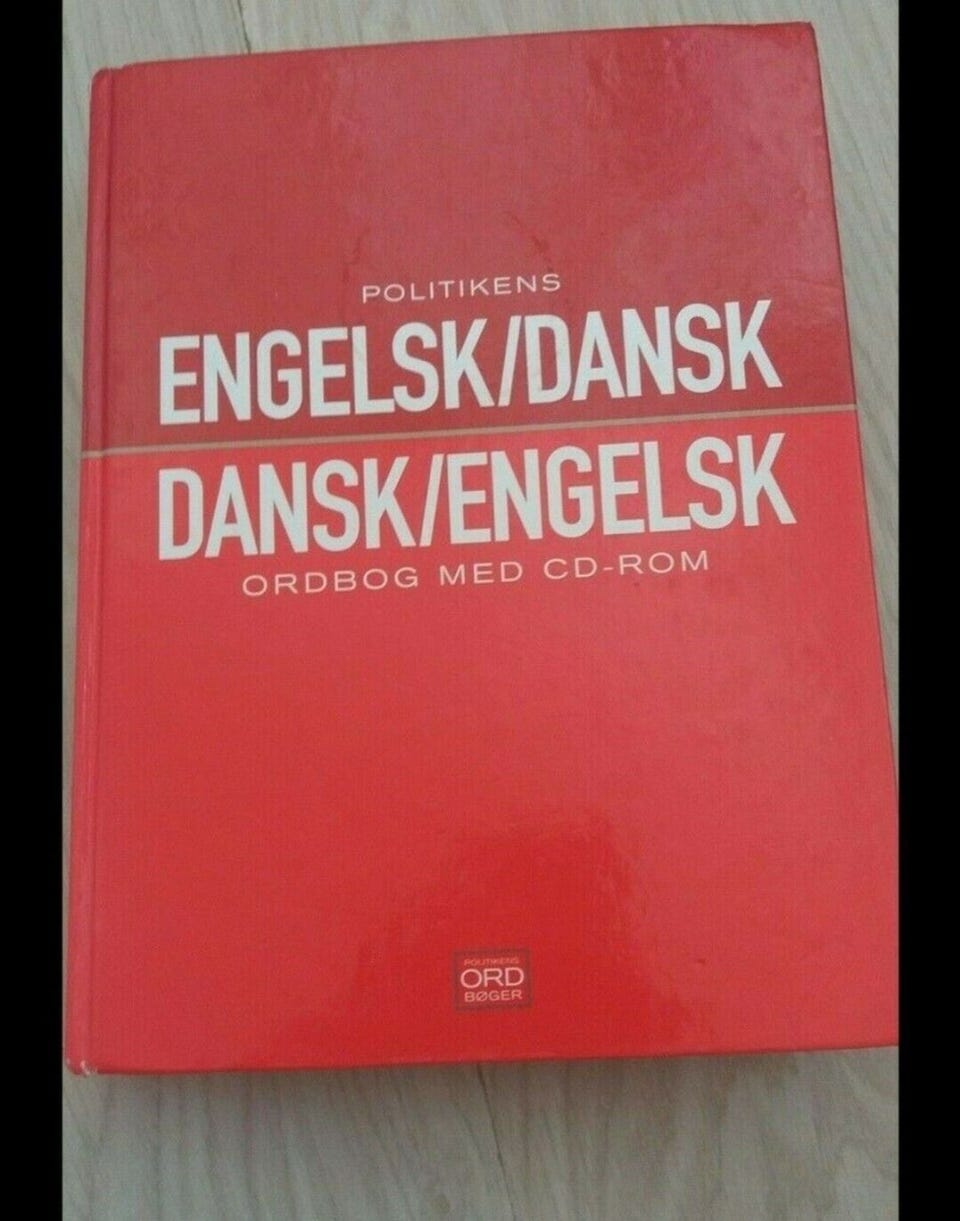 POLITIKENS
ENGELSK/DANSK
DANSK/ENGELSK
ORDBOG MED CD-ROM
POLITIKENS
ORD
BØGER